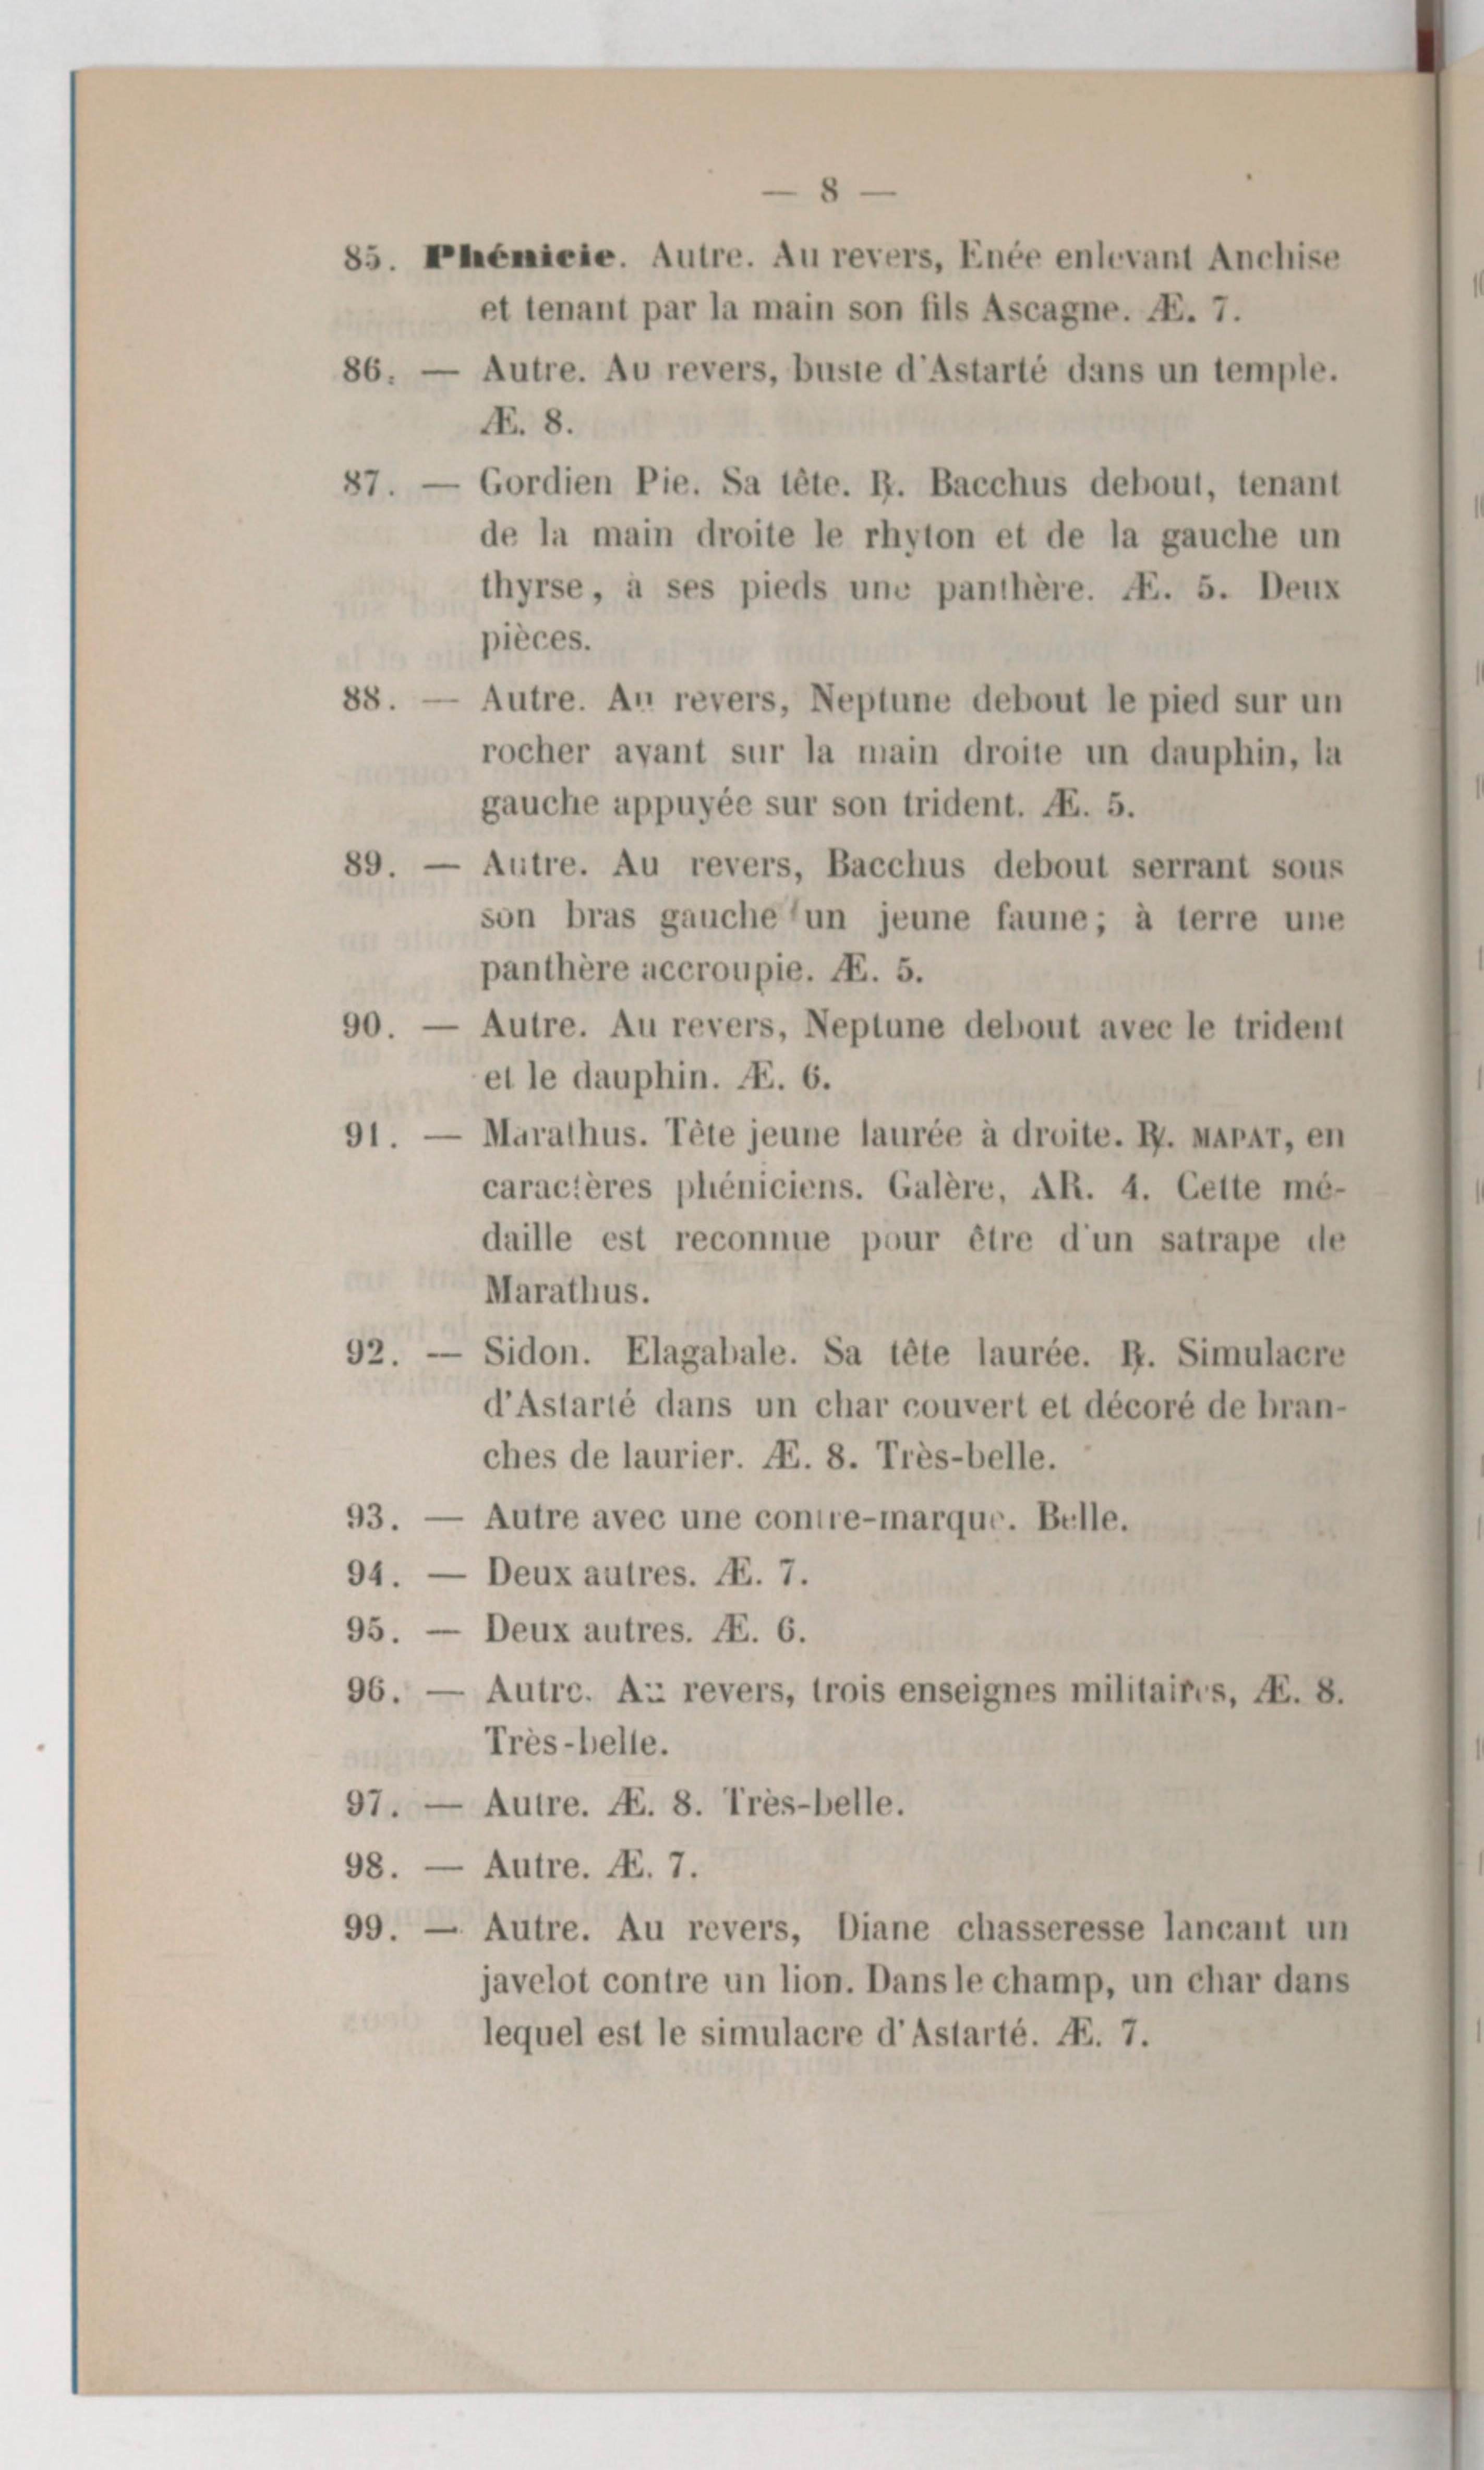 — 8 —
85. Phénicie. Autre. Au revers, Enée enlevant Anchise
et tenant par la main son fils Ascagne. Æ. 7.
86. — Autre. Au revers, buste d'Astarté dans un temple.
Æ. 8.
87. — Gordien Pie. Sa tête. ℞. Bacchus debout, tenant
de la main droite le rhyton et de la gauche un
thyrse, à ses pieds une panthère. Æ. 5. Deux
pièces.
88. — Autre. Au revers, Neptune debout le pied sur un
rocher ayant sur la main droite un dauphin, la
gauche appuyée sur son trident. Æ. 5.
89. — Autre. Au revers, Bacchus debout serrant sous
son bras gauche un jeune faune; à terre une
panthère accroupie. Æ. 5.
90. — Autre. Au revers, Neptune debout avec le trident
et le dauphin. Æ. 6.
91. — Marathus. Tête jeune laurée à droite. ℞. MAPAT, en
caractères phéniciens. Galère, AR. 4. Cette mé-
daille est reconnue pour être d'un satrape de
Marathus.
92. — Sidon. Elagabale. Sa tête laurée. ℞. Simulacre
d'Astarté dans un char couvert et décoré de bran-
ches de laurier. Æ. 8. Très-belle.
93. — Autre avec une contre-marque. Belle.
94. — Deux autres. Æ. 7.
95. — Deux autres. Æ. 6.
96. — Autre. Au revers, trois enseignes militaires, Æ. 8.
Très-belle.
97. — Autre. Æ. 8. Très-belle.
98. — Autre. Æ. 7.
99. — Autre. Au revers, Diane chasseresse lancant un
javelot contre un lion. Dans le champ, un char dans
lequel est le simulacre d'Astarté. Æ. 7.